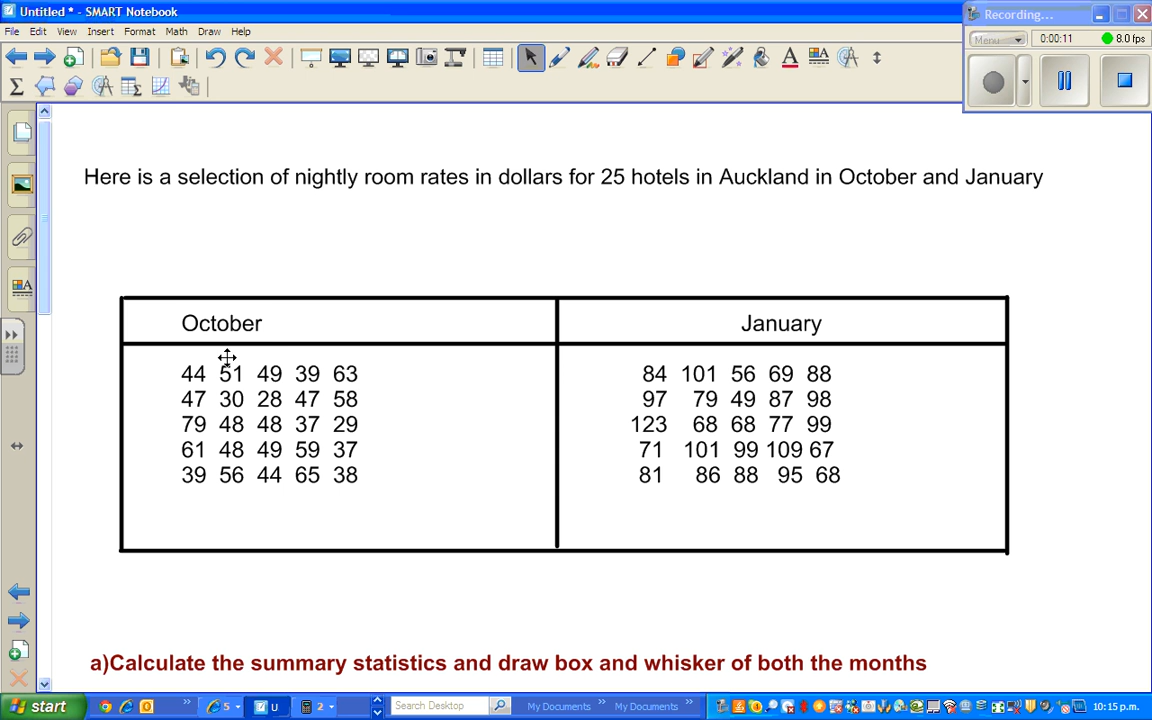 Untitled * - SMART Notebook
File Edit View Insert Format Math Draw Help
Recording...
Menu 0:00:11 8.0 fps
Here is a selection of nightly room rates in dollars for 25 hotels in Auckland in October and January
October January
44 51 49 39 63 84 101 56 69 88
47 30 28 47 58 97 79 49 87 98
79 48 48 37 29 123 68 68 77 99
61 48 49 59 37 71 101 99 109 67
39 56 44 65 38 81 86 88 95 68
a)Calculate the summary statistics and draw box and whisker of both the months
start 5 U 2 Search Desktop My Documents My Documents 10:15 p.m.